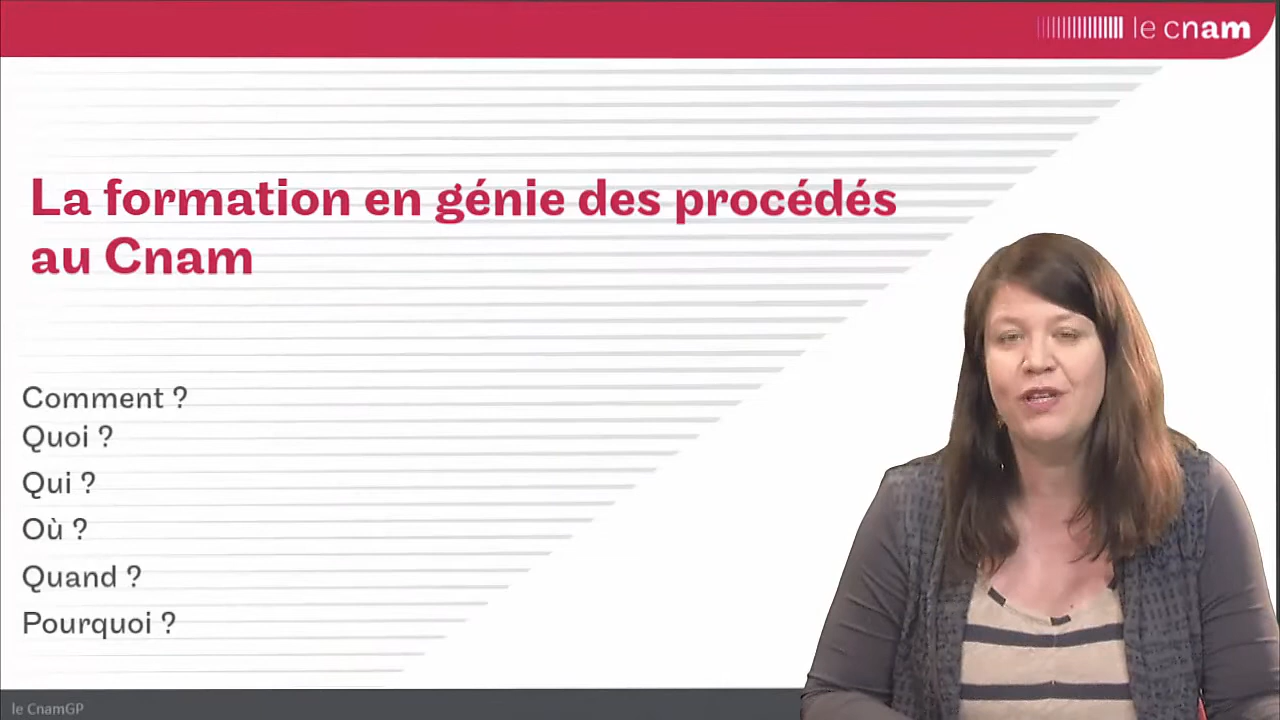 le cnam
La formation en génie des procédés
au Cnam
Comment ?
Quoi ?
Qui ?
Où ?
Quand ?
Pourquoi ?
le CnamGP